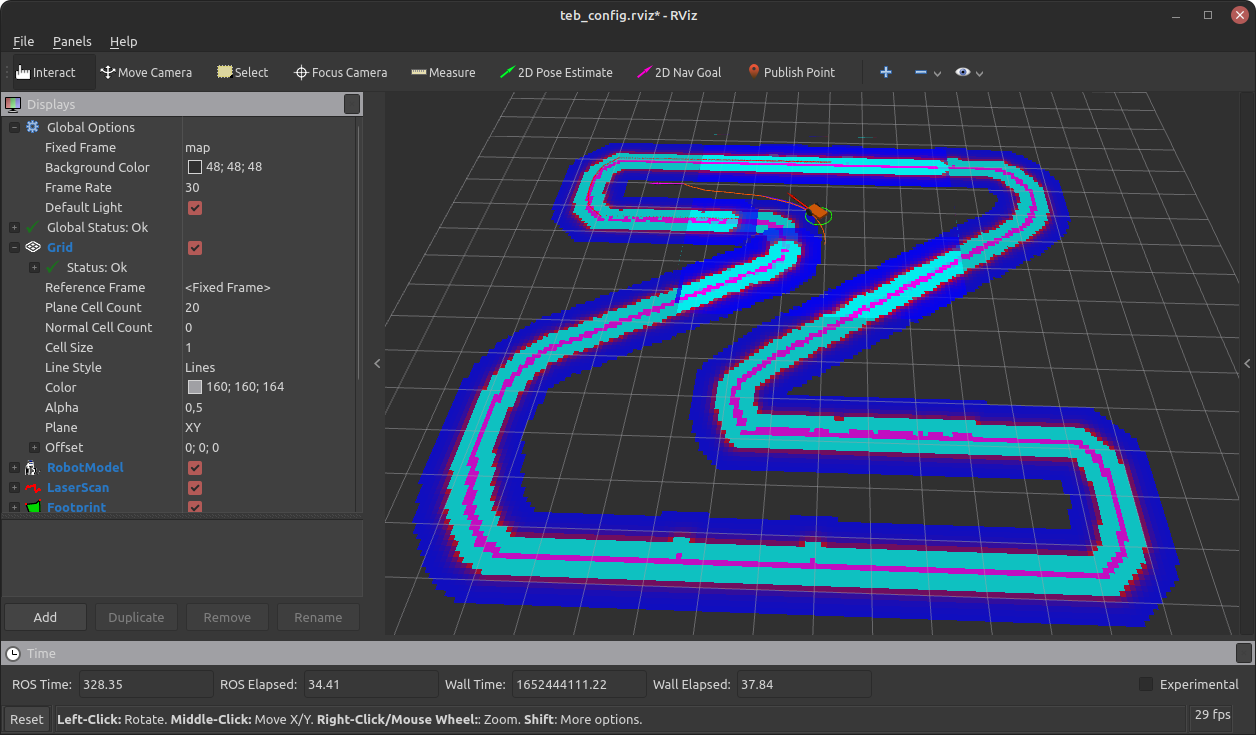 teb_config.rviz* - RViz
File Panels Help
Interact Move Camera Select Focus Camera Measure 2D Pose Estimate 2D Nav Goal Publish Point
Displays
Global Options
Fixed Frame map
Background Color 48; 48; 48
Frame Rate 30
Default Light
Global Status: Ok
Grid
Status: Ok
Reference Frame <Fixed Frame>
Plane Cell Count 20
Normal Cell Count 0
Cell Size 1
Line Style Lines
Color 160; 160; 164
Alpha 0,5
Plane XY
Offset 0; 0; 0
RobotModel
LaserScan
Footprint
Add Duplicate Remove Rename
Time
ROS Time: 328.35 ROS Elapsed: 34.41 Wall Time: 1652444111.22 Wall Elapsed: 37.84 Experimental
Reset Left-Click: Rotate. Middle-Click: Move X/Y. Right-Click/Mouse Wheel:: Zoom. Shift: More options. 29 fps